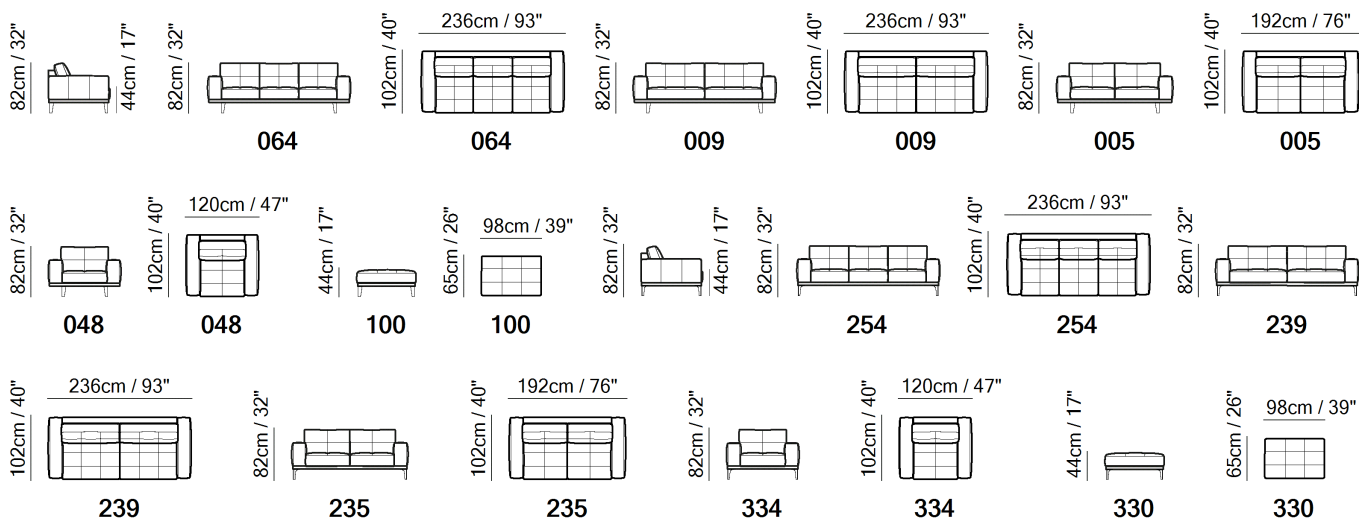 82cm / 32"
44cm / 17"
82cm / 32"
064
102cm / 40"
236cm / 93"
064
82cm / 32"
009
102cm / 40"
236cm / 93"
009
82cm / 32"
005
102cm / 40"
192cm / 76"
005
82cm / 32"
048
102cm / 40"
120cm / 47"
048
44cm / 17"
100
65cm / 26"
98cm / 39"
100
82cm / 32"
44cm / 17"
82cm / 32"
254
102cm / 40"
236cm / 93"
254
82cm / 32"
239
102cm / 40"
236cm / 93"
239
82cm / 32"
235
102cm / 40"
192cm / 76"
235
82cm / 32"
334
102cm / 40"
120cm / 47"
334
44cm / 17"
330
65cm / 26"
98cm / 39"
330